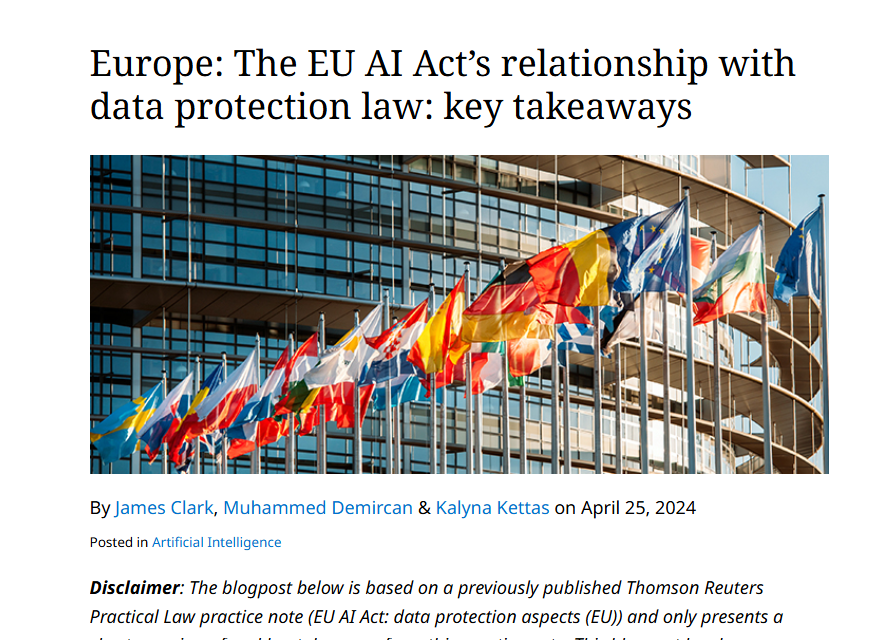 Europe: The EU AI Act’s relationship with
data protection law: key takeaways
By James Clark, Muhammed Demircan & Kalyna Kettas on April 25, 2024
Posted in Artificial Intelligence
Disclaimer: The blogpost below is based on a previously published Thomson Reuters
Practical Law practice note (EU AI Act: data protection aspects (EU)) and only presents a